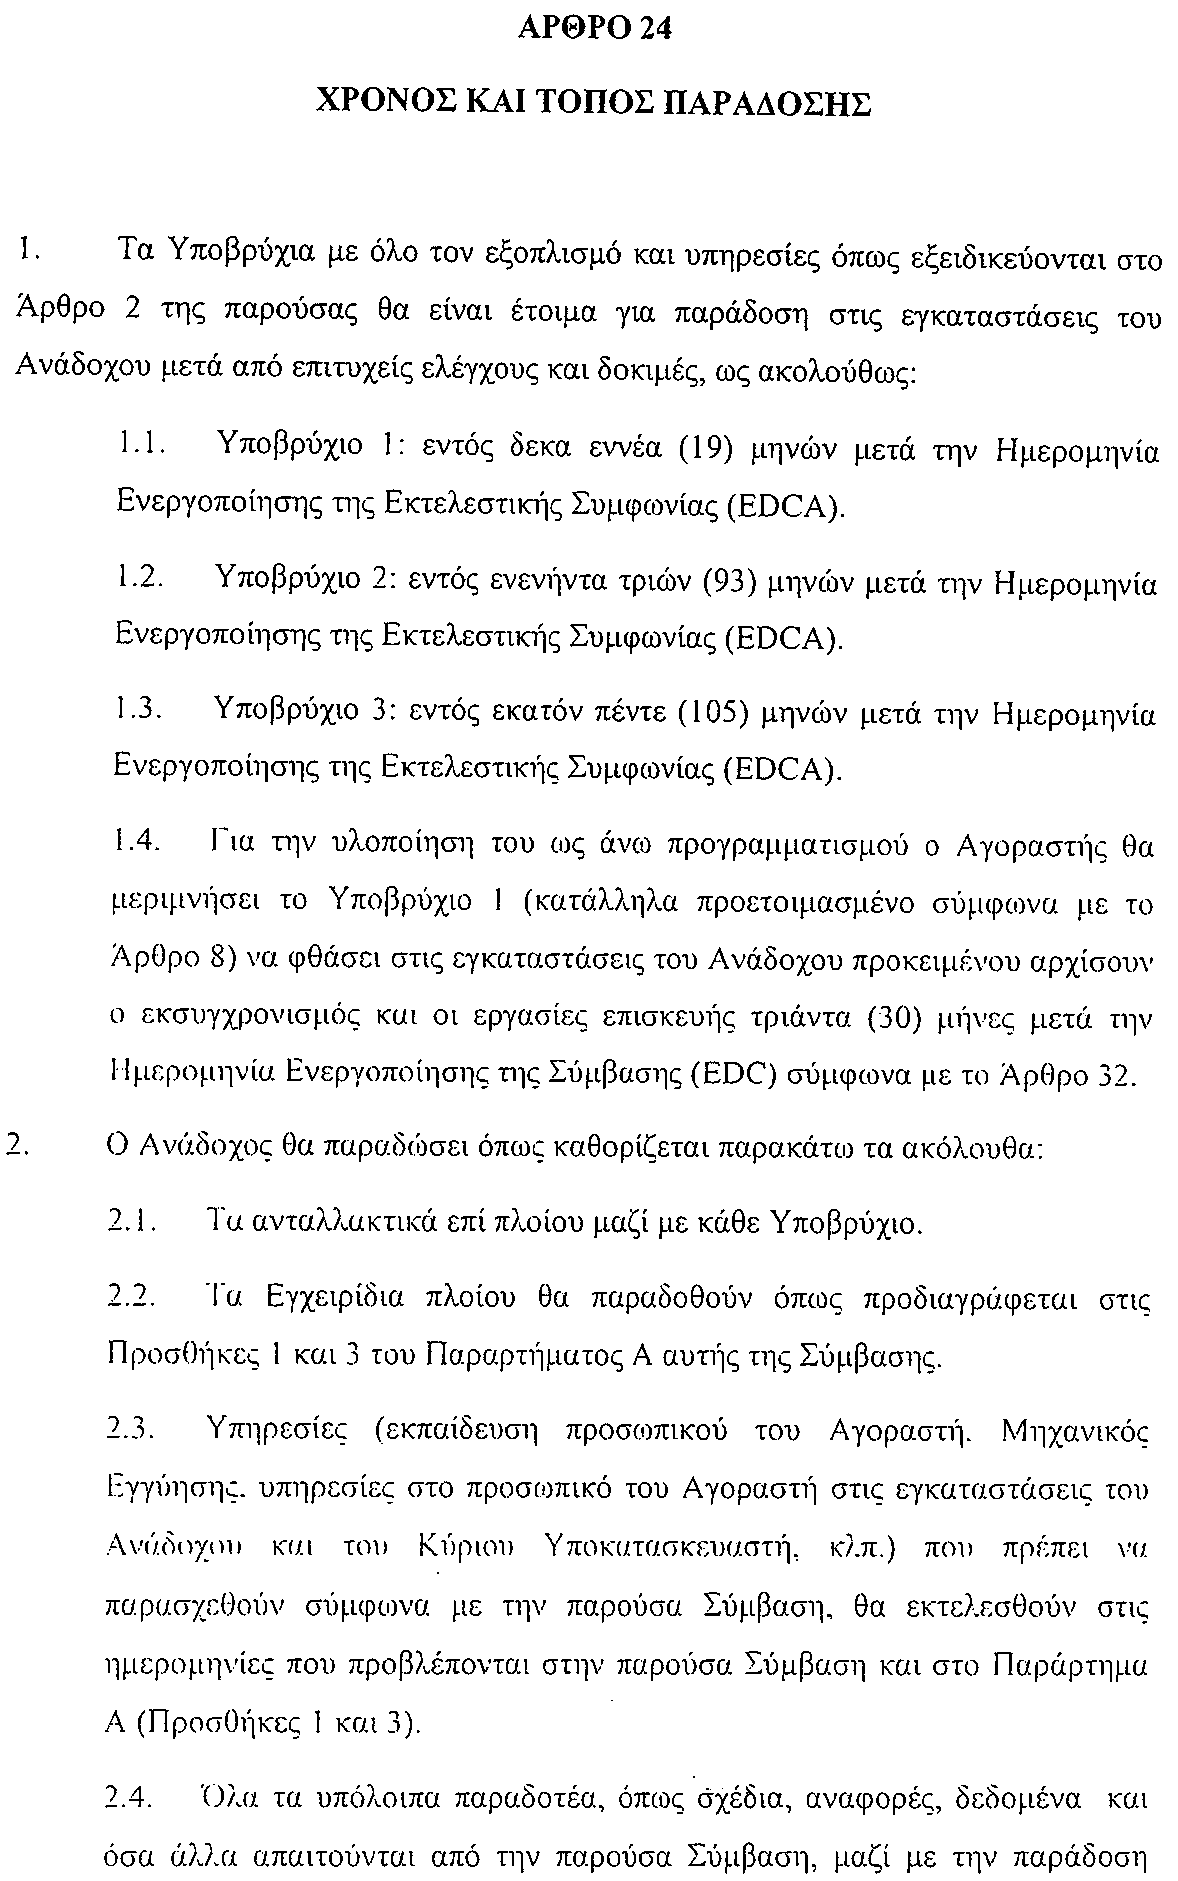 ΑΡΘΡΟ 24
ΧΡΟΝΟΣ ΚΑΙ ΤΟΠΟΣ ΠΑΡΑΔΟΣΗΣ
1. Τα Υποβρύχια με όλο τον εξοπλισμό και υπηρεσίες όπως εξειδικεύονται στο
Άρθρο 2 της παρούσας θα είναι έτοιμα για παράδοση στις εγκαταστάσεις του
Ανάδοχου μετά από επιτυχείς ελέγχους και δοκιμές, ως ακολούθως:
1.1. Υποβρύχιο 1: εντός δεκα εννέα (19) μηνών μετά την Ημερομηνία
Ενεργοποίησης της Εκτελεστικής Συμφωνίας (EDCA).
1.2. Υποβρύχιο 2: εντός ενενήντα τριών (93) μηνών μετά την Ημερομηνία
Ενεργοποίησης της Εκτελεστικής Συμφωνίας (EDCA).
1.3. Υποβρύχιο 3: εντός εκατόν πέντε (105) μηνών μετά την Ημερομηνία
Ενεργοποίησης της Εκτελεστικής Συμφωνίας (EDCA).
1.4. Για την υλοποίηση του ως άνω προγραμματισμού ο Αγοραστής θα
μεριμνήσει το Υποβρύχιο 1 (κατάλληλα προετοιμασμένο σύμφωνα με το
Άρθρο 8) να φθάσει στις εγκαταστάσεις του Ανάδοχου προκειμένου αρχίσουν
ο εκσυγχρονισμός και οι εργασίες επισκευής τριάντα (30) μήνες μετά την
Ημερομηνία Ενεργοποίησης της Σύμβασης (EDC) σύμφωνα με το Άρθρο 32.
2. Ο Ανάδοχος θα παραδώσει όπως καθορίζεται παρακάτω τα ακόλουθα:
2.1. Τα ανταλλακτικά επί πλοίου μαζί με κάθε Υποβρύχιο.
2.2. Τα Εγχειρίδια πλοίου θα παραδοθούν όπως προδιαγράφεται στις
Προσθήκες 1 και 3 του Παραρτήματος Α αυτής της Σύμβασης.
2.3. Υπηρεσίες (εκπαίδευση προσωπικού του Αγοραστή, Μηχανικός
Εγγύησης, υπηρεσίες στο προσωπικό του Αγοραστή στις εγκαταστάσεις του
Ανάδοχου και του Κύριου Υποκατασκευαστή, κλπ.) που πρέπει να
παρασχεθούν σύμφωνα με την παρούσα Σύμβαση, θα εκτελεσθούν στις
ημερομηνίες που προβλέπονται στην παρούσα Σύμβαση και στο Παράρτημα
Α (Προσθήκες 1 και 3).
2.4. Όλα τα υπόλοιπα παραδοτέα, όπως σχέδια, αναφορές, δεδομένα και
όσα άλλα απαιτούνται από την παρούσα Σύμβαση, μαζί με την παράδοση